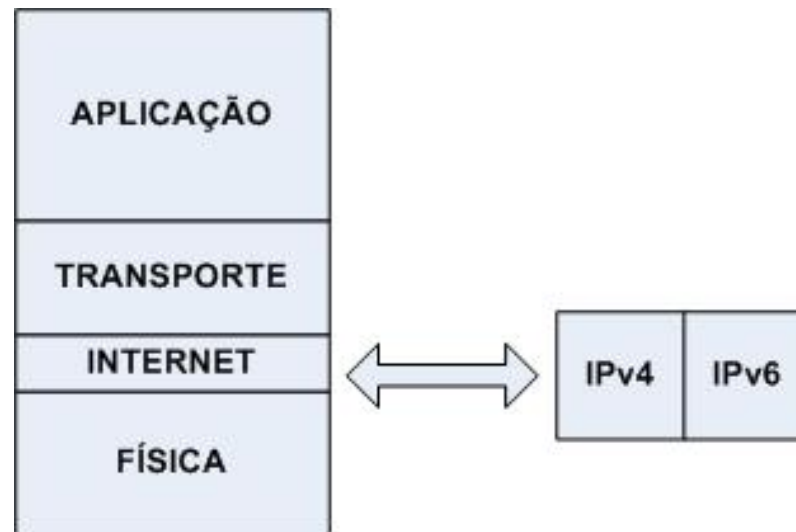 APLICAÇÃO
TRANSPORTE
INTERNET
FÍSICA
IPv4
IPv6